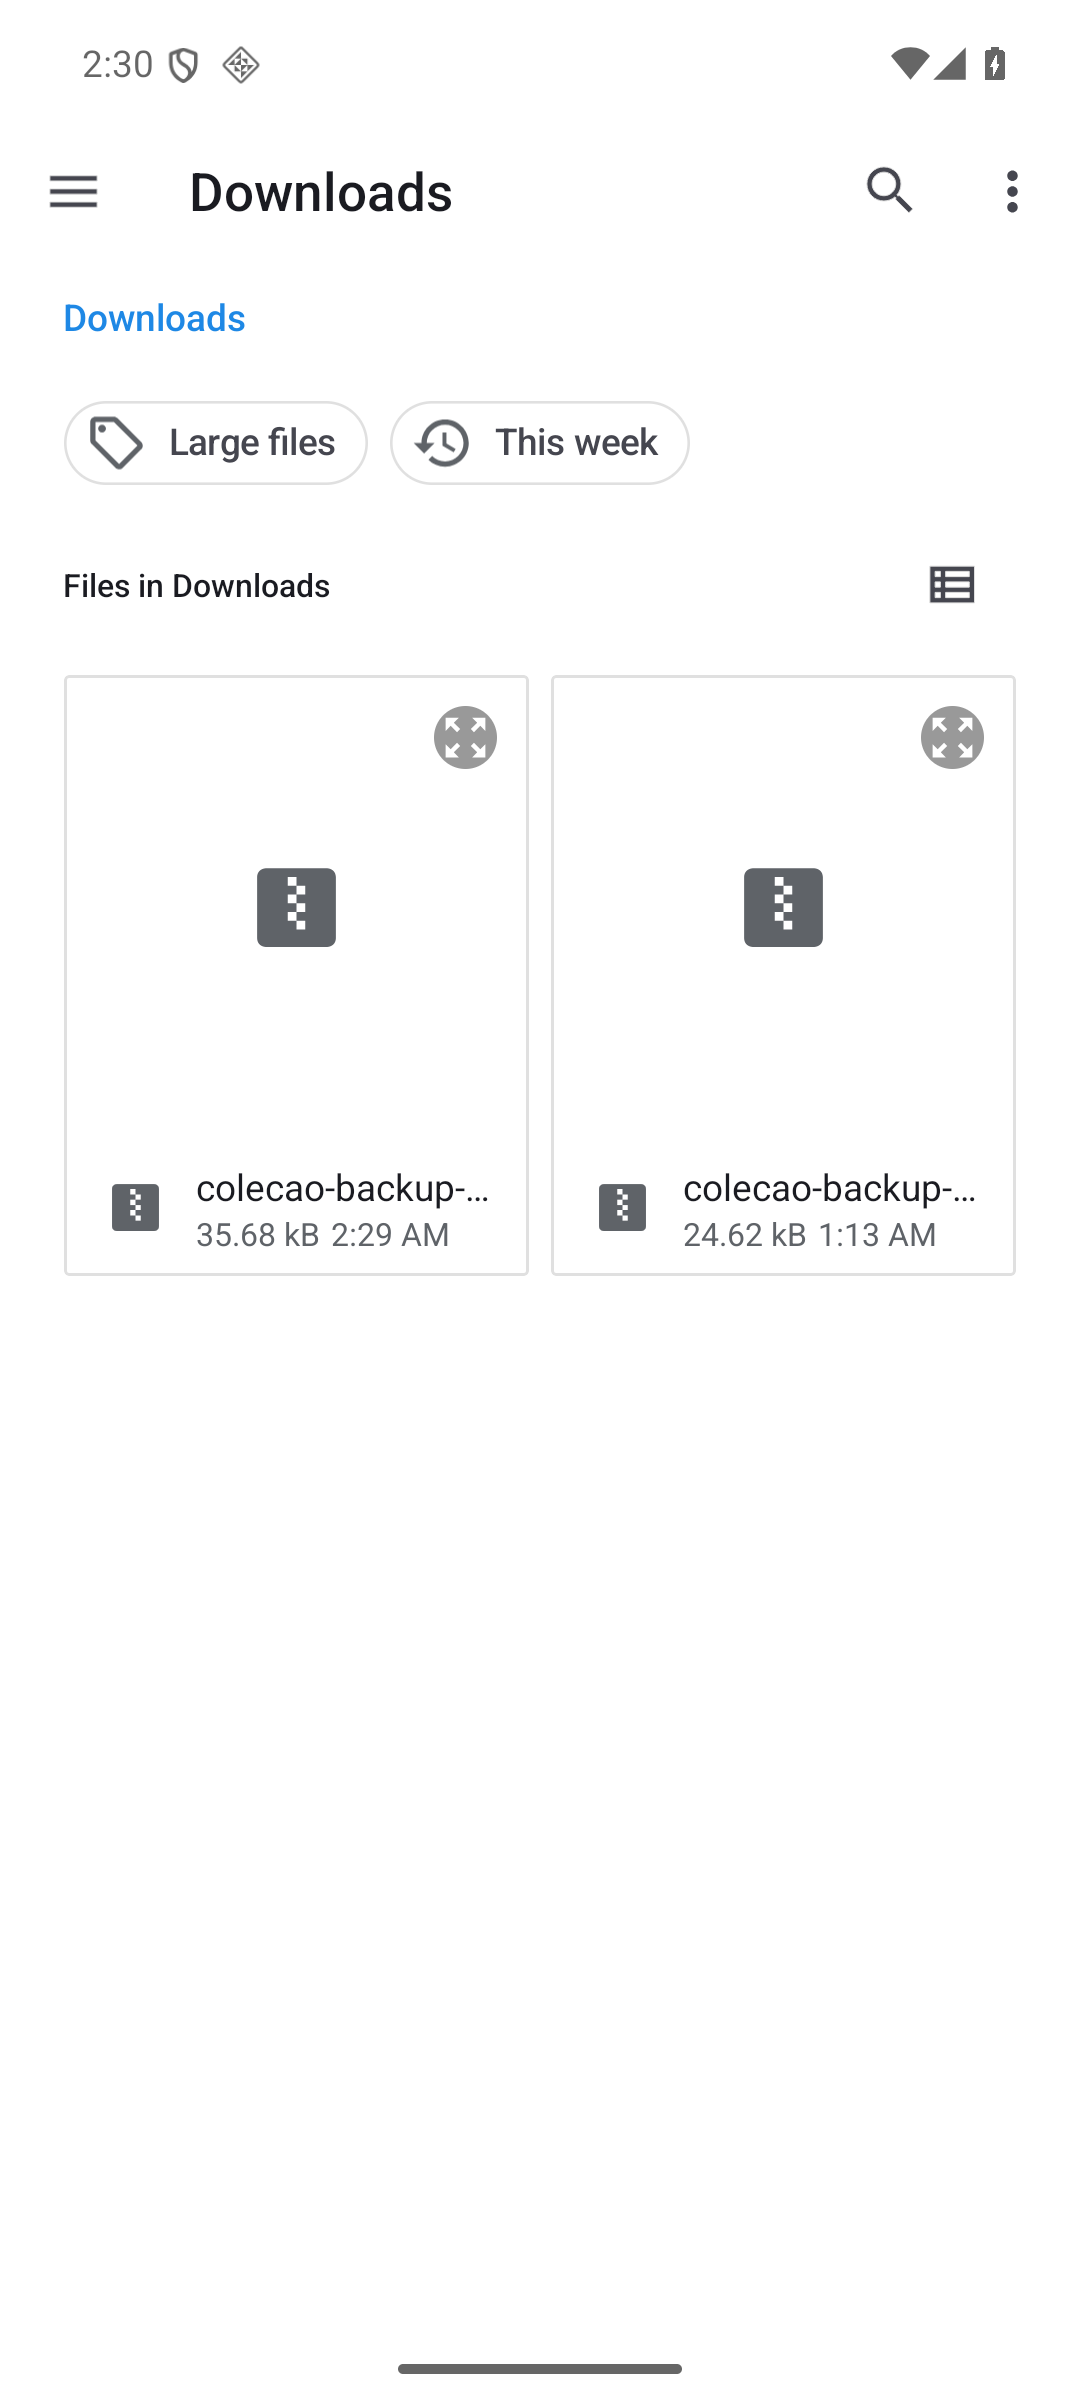 2:30
Downloads
Downloads
Large files
This week
Files in Downloads
colecao-backup-...
35.68 kB 2:29 AM
colecao-backup-...
24.62 kB 1:13 AM